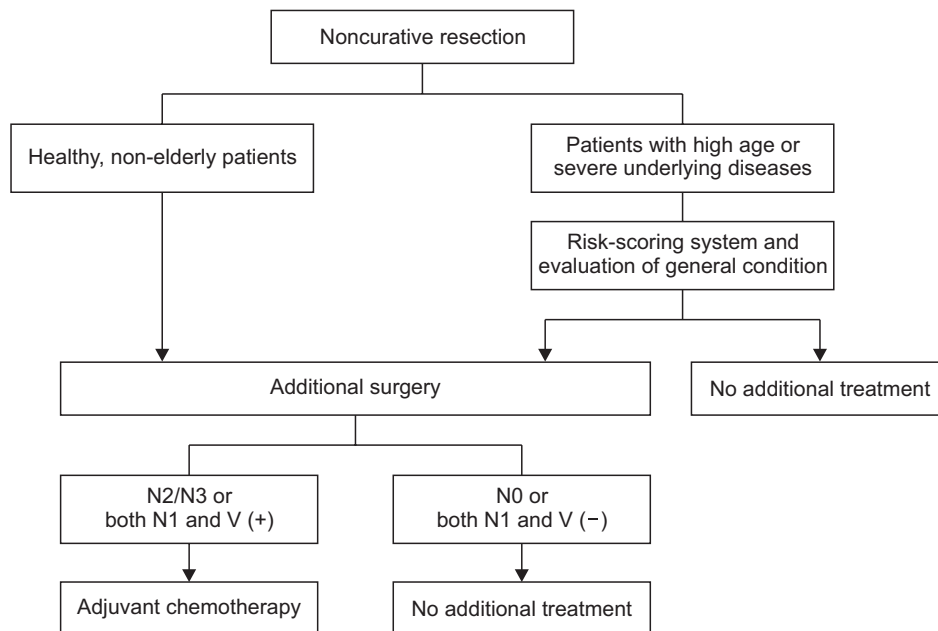 Noncurative resection
Healthy, non-elderly patients
Patients with high age or
severe underlying diseases
Risk-scoring system and
evaluation of general condition
Additional surgery
No additional treatment
N2/N3 or
both N1 and V (+)
N0 or
both N1 and V (−)
Adjuvant chemotherapy
No additional treatment